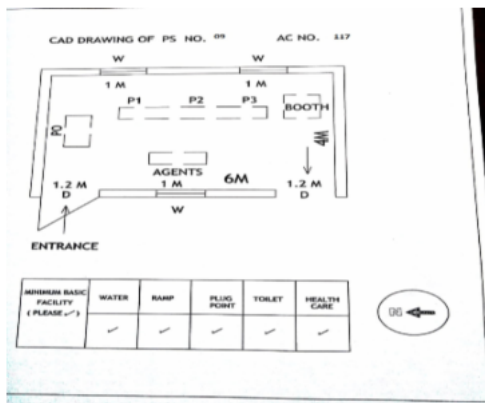 CAD DRAWING OF PS NO. 09 AC NO. 117
W W
1 M 1 M
P1 P2 P3 BOOTH
PO
4M
AGENTS
1.2 M 1 M 6M 1.2 M
D D
W
ENTRANCE
MINIMUM BASIC FACILITY ( PLEASE ✓ ) WATER RAMP PLUG POINT TOILET HEALTH CARE
✓ ✓ ✓ ✓ ✓